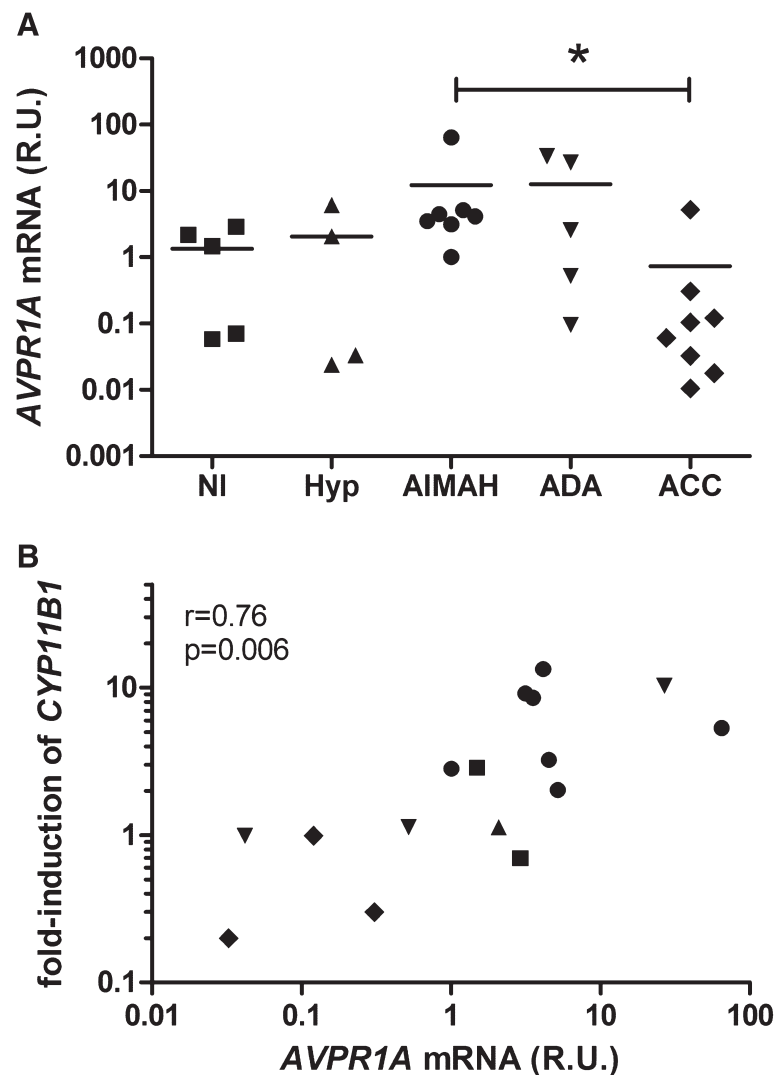 A
AVPR1A mRNA (R.U.)
1000
100
10
1
0.1
0.01
0.001
*
NI Hyp AIMAH ADA ACC
B
fold-induction of CYP11B1
r=0.76
p=0.006
10
1
0.1
0.01 0.1 1 10 100
AVPR1A mRNA (R.U.)